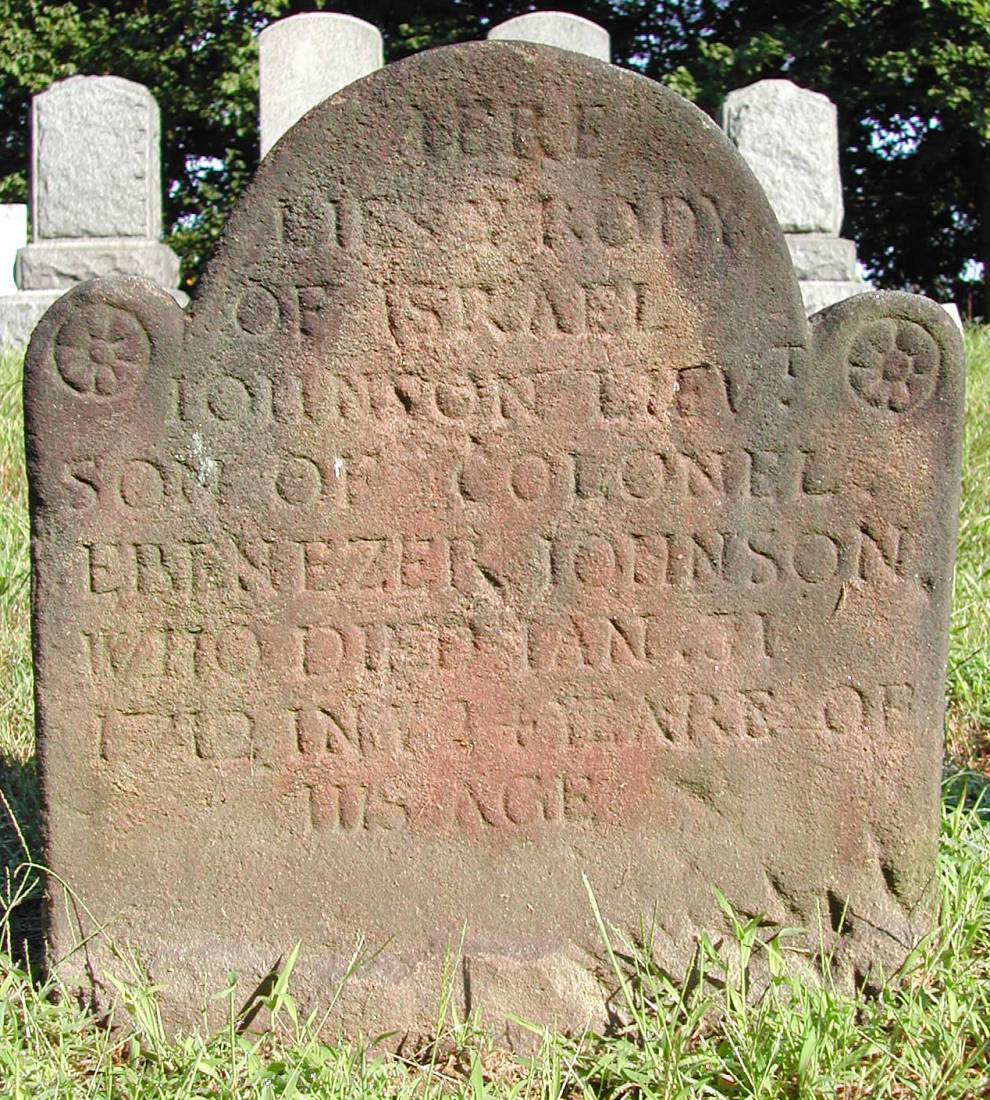 HERE
LIES Y BODY
OF ISRAEL
IOHNSON LIEVT
SON OF COLONEL
EBENEZER IOHNSON
WHO DIED IAN. 31
1712 IN Y YEARE OF
HIS AGE